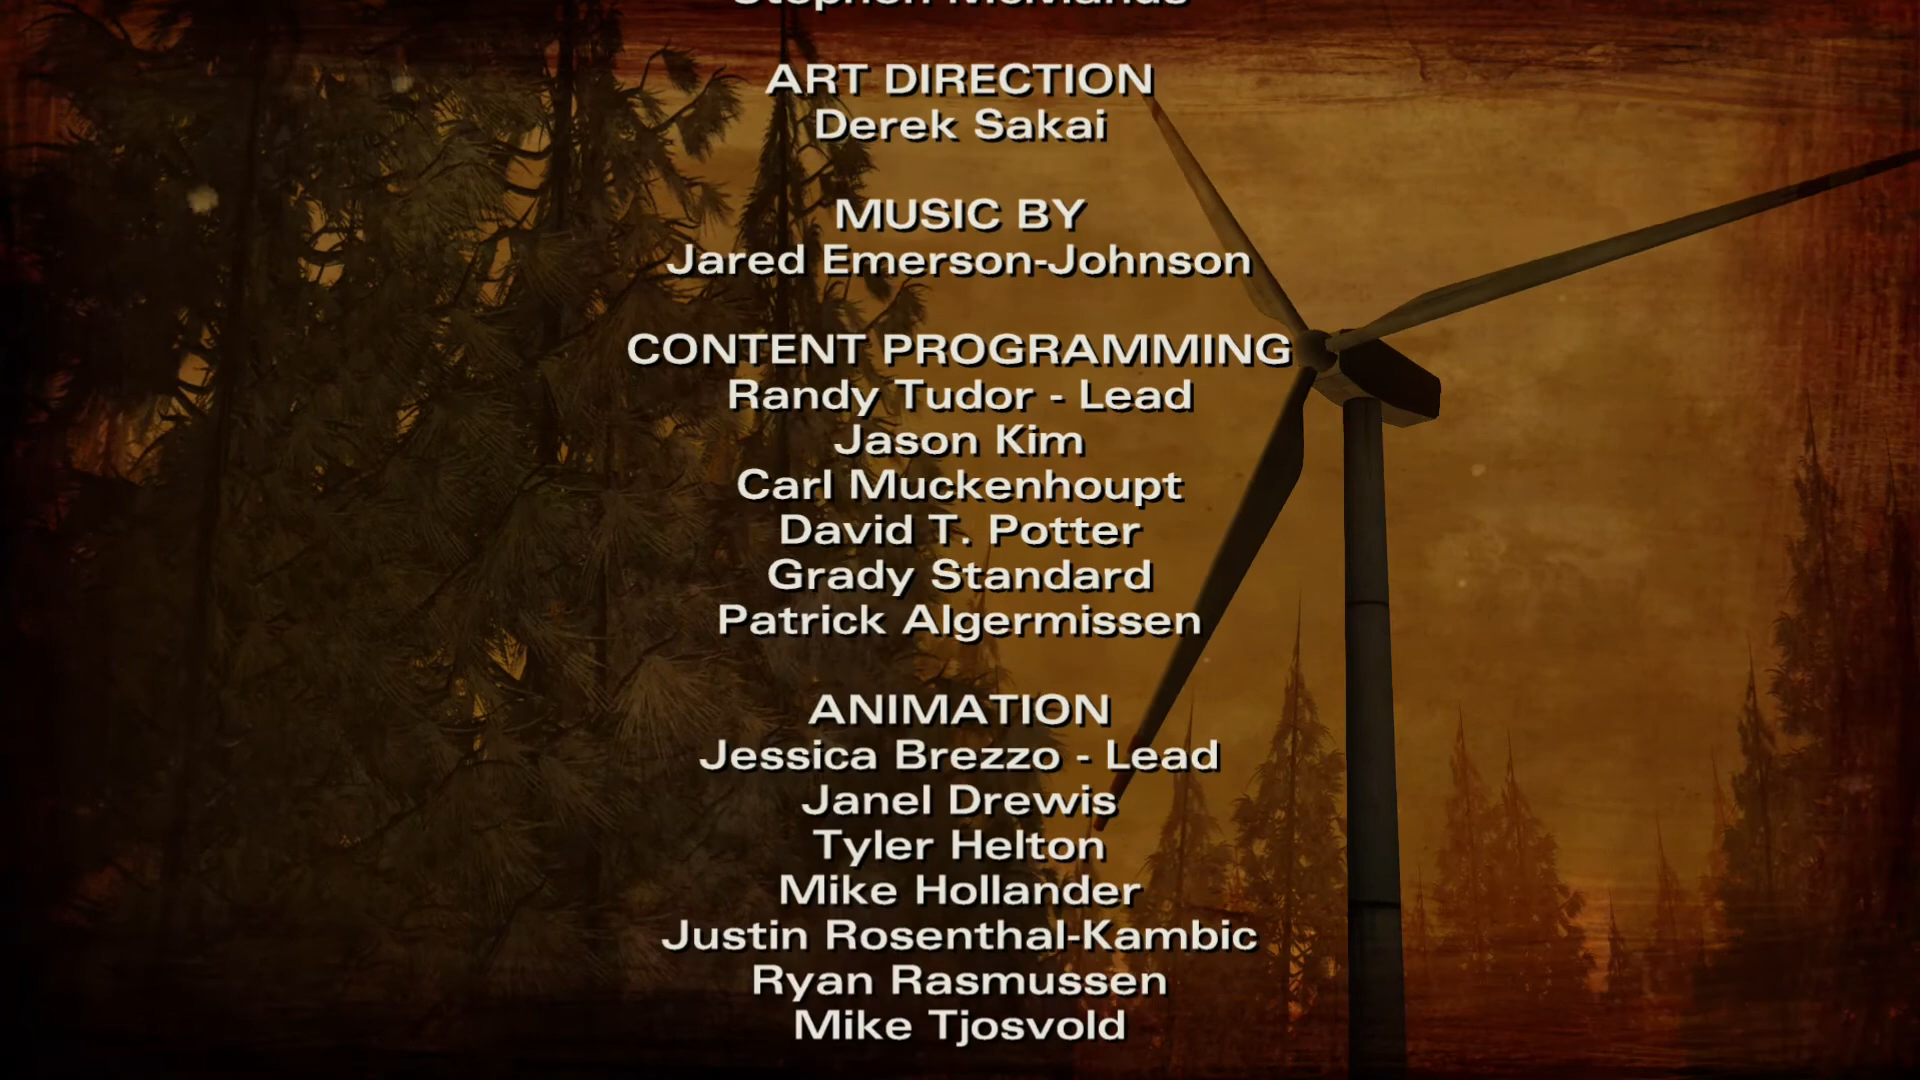 Stephen McManus
ART DIRECTION
Derek Sakai
MUSIC BY
Jared Emerson-Johnson
CONTENT PROGRAMMING
Randy Tudor - Lead
Jason Kim
Carl Muckenhoupt
David T. Potter
Grady Standard
Patrick Algermissen
ANIMATION
Jessica Brezzo - Lead
Janel Drewis
Tyler Helton
Mike Hollander
Justin Rosenthal-Kambic
Ryan Rasmussen
Mike Tjosvold